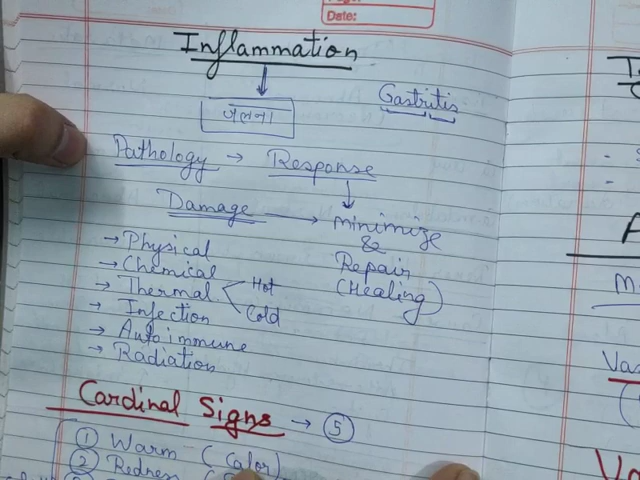 Date:
Inflammation
Gastritis
जलना
Pathology → Response
Damage → minimize
&
Repair
(Healing)
→ Physical
→ Chemical
→ Thermal < Hot
Cold
→ Infection
→ Autoimmune
→ Radiation
Cardinal Signs → 5
① Warm - (Calor)
② Redness
Vas